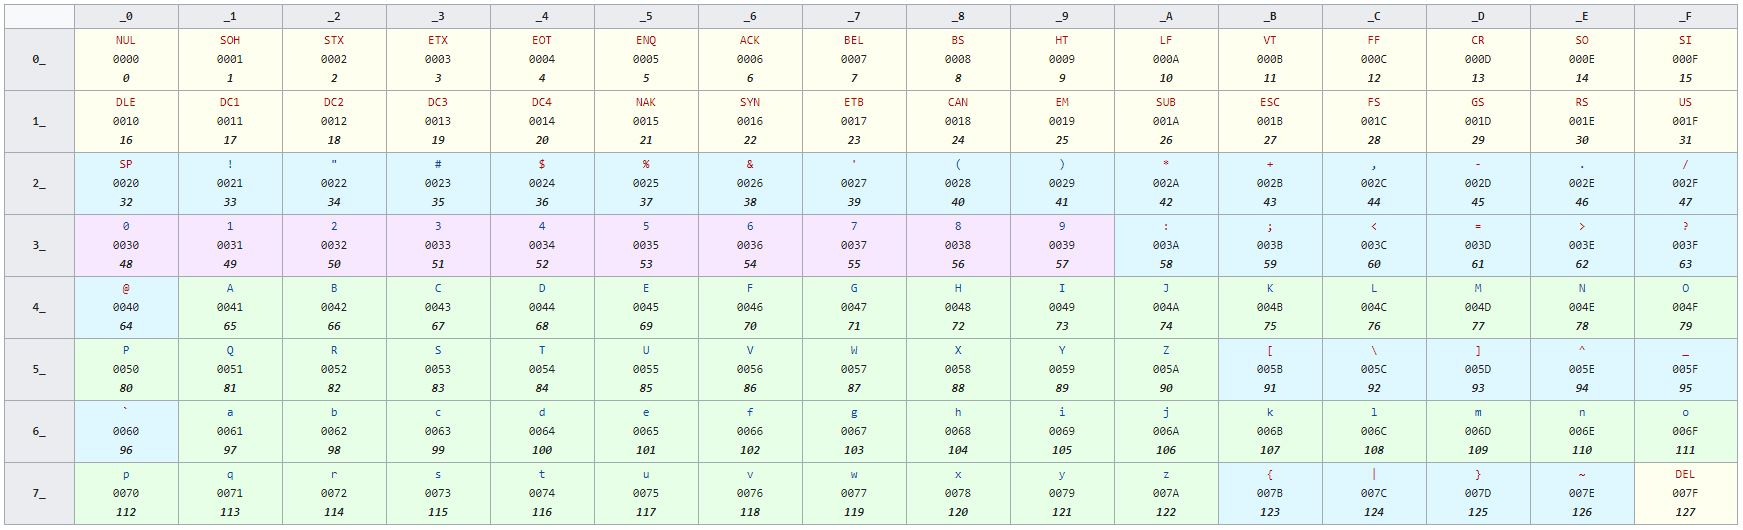 _0 _1 _2 _3 _4 _5 _6 _7 _8 _9 _A _B _C _D _E _F
NUL SOH STX ETX EOT ENQ ACK BEL BS HT LF VT FF CR SO SI
0_ 0000 0001 0002 0003 0004 0005 0006 0007 0008 0009 000A 000B 000C 000D 000E 000F
0 1 2 3 4 5 6 7 8 9 10 11 12 13 14 15
DLE DC1 DC2 DC3 DC4 NAK SYN ETB CAN EM SUB ESC FS GS RS US
1_ 0010 0011 0012 0013 0014 0015 0016 0017 0018 0019 001A 001B 001C 001D 001E 001F
16 17 18 19 20 21 22 23 24 25 26 27 28 29 30 31
SP ! " # $ % & ' ( ) * + , - . /
2_ 0020 0021 0022 0023 0024 0025 0026 0027 0028 0029 002A 002B 002C 002D 002E 002F
32 33 34 35 36 37 38 39 40 41 42 43 44 45 46 47
0 1 2 3 4 5 6 7 8 9 : ; < = > ?
3_ 0030 0031 0032 0033 0034 0035 0036 0037 0038 0039 003A 003B 003C 003D 003E 003F
48 49 50 51 52 53 54 55 56 57 58 59 60 61 62 63
@ A B C D E F G H I J K L M N O
4_ 0040 0041 0042 0043 0044 0045 0046 0047 0048 0049 004A 004B 004C 004D 004E 004F
64 65 66 67 68 69 70 71 72 73 74 75 76 77 78 79
P Q R S T U V W X Y Z [ \ ] ^ _
5_ 0050 0051 0052 0053 0054 0055 0056 0057 0058 0059 005A 005B 005C 005D 005E 005F
80 81 82 83 84 85 86 87 88 89 90 91 92 93 94 95
` a b c d e f g h i j k l m n o
6_ 0060 0061 0062 0063 0064 0065 0066 0067 0068 0069 006A 006B 006C 006D 006E 006F
96 97 98 99 100 101 102 103 104 105 106 107 108 109 110 111
p q r s t u v w x y z { | } ~ DEL
7_ 0070 0071 0072 0073 0074 0075 0076 0077 0078 0079 007A 007B 007C 007D 007E 007F
112 113 114 115 116 117 118 119 120 121 122 123 124 125 126 127